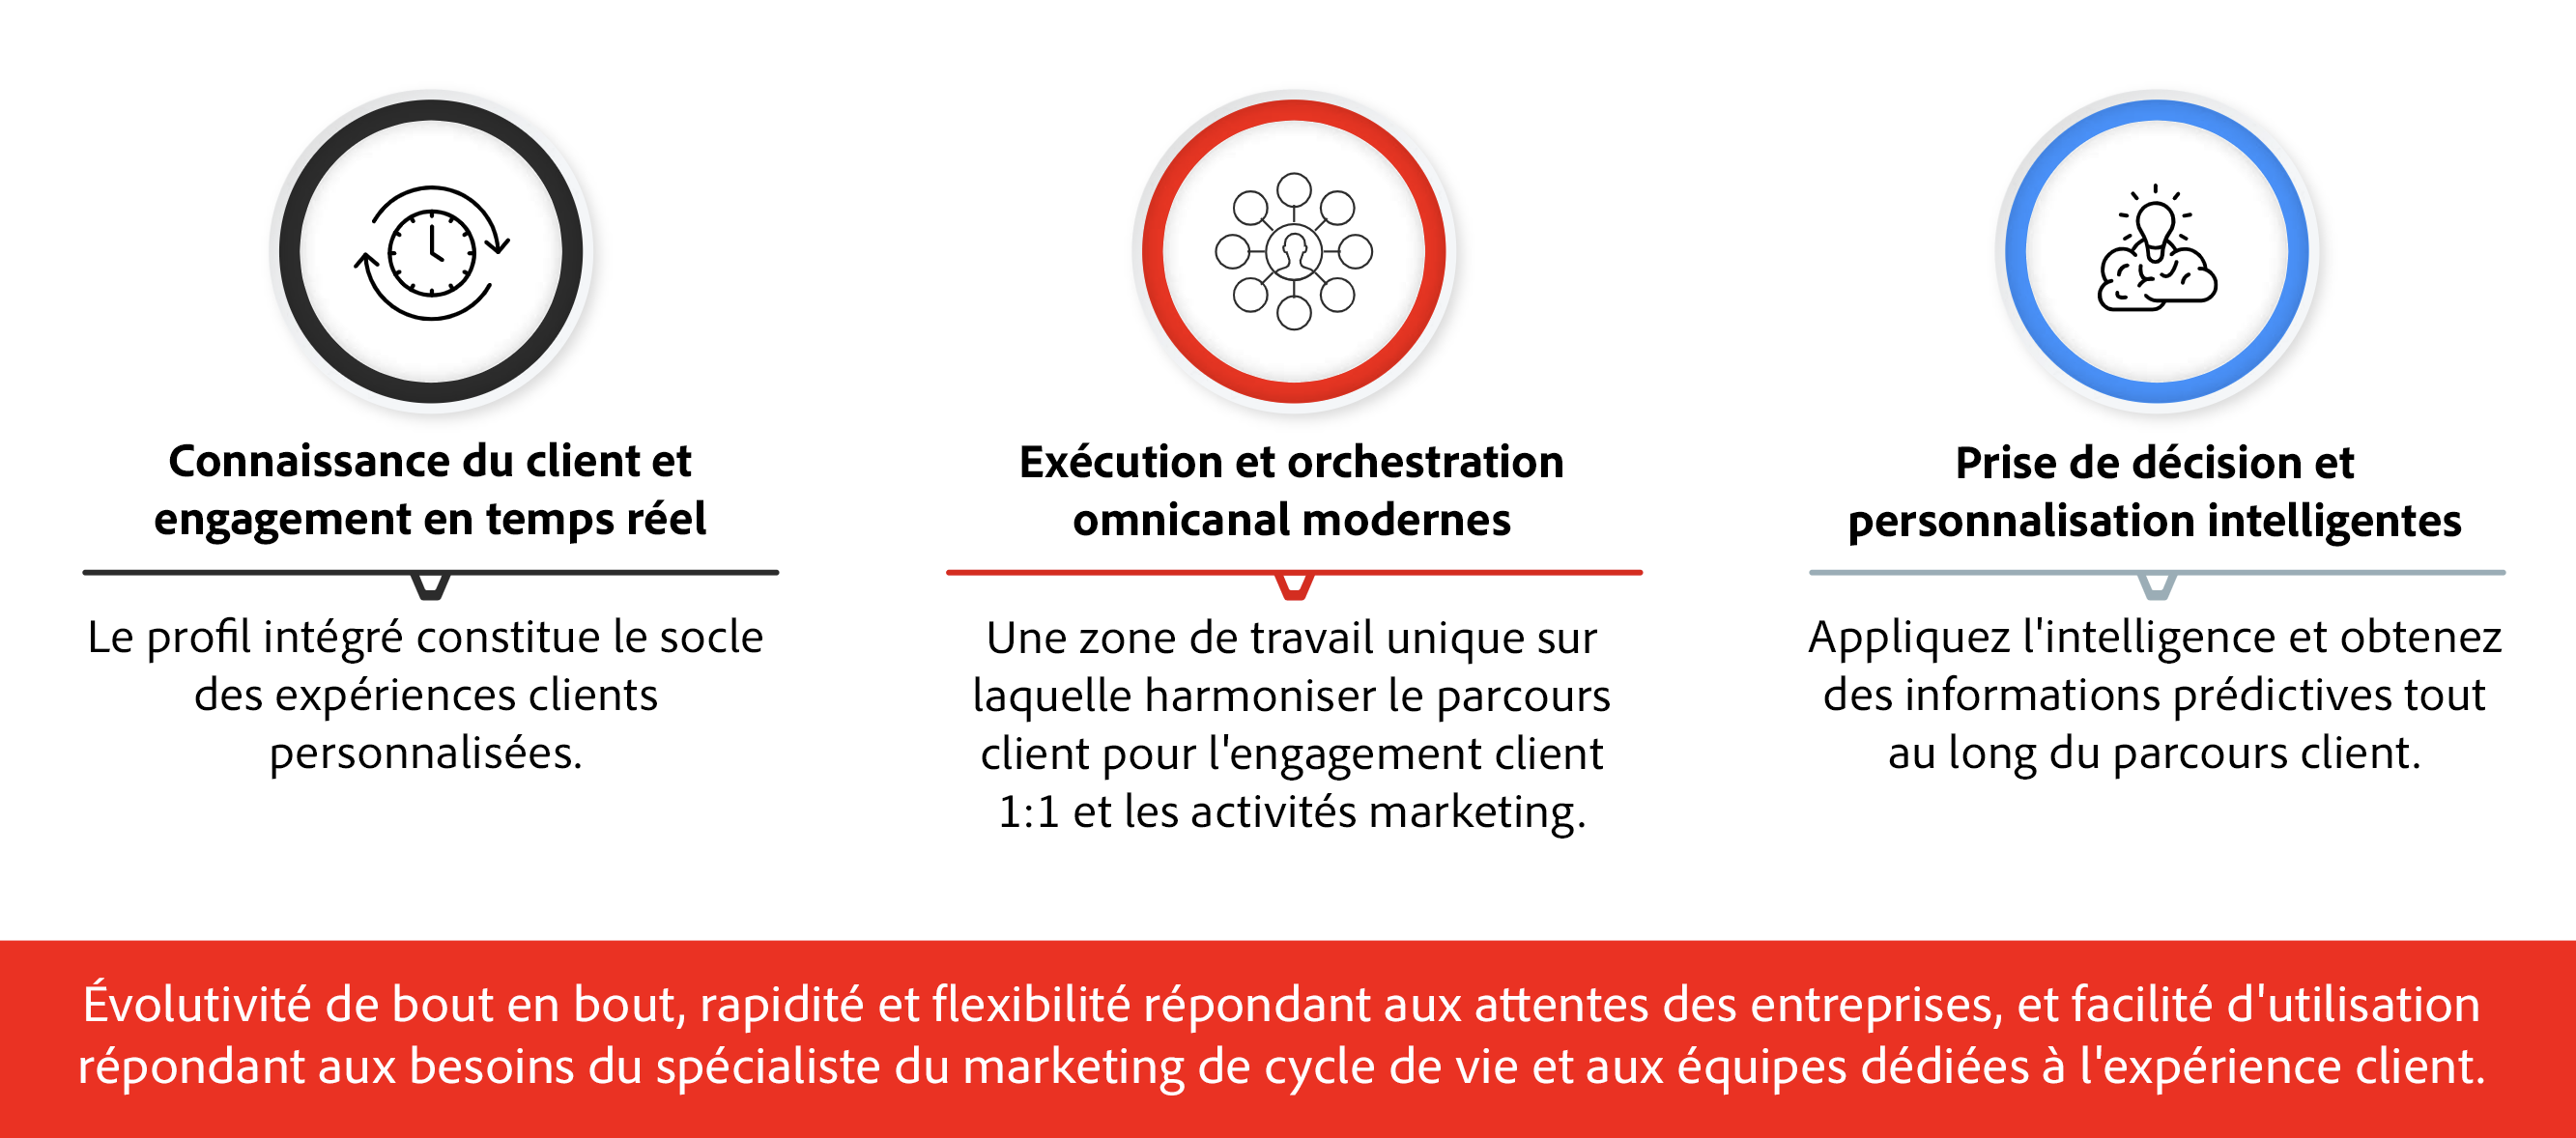 Connaissance du client et
engagement en temps réel
Le profil intégré constitue le socle
des expériences clients
personnalisées.
Exécution et orchestration
omnicanal modernes
Une zone de travail unique sur
laquelle harmoniser le parcours
client pour l'engagement client
1:1 et les activités marketing.
Prise de décision et
personnalisation intelligentes
Appliquez l'intelligence et obtenez
des informations prédictives tout
au long du parcours client.
Évolutivité de bout en bout, rapidité et flexibilité répondant aux attentes des entreprises, et facilité d'utilisation
répondant aux besoins du spécialiste du marketing de cycle de vie et aux équipes dédiées à l'expérience client.